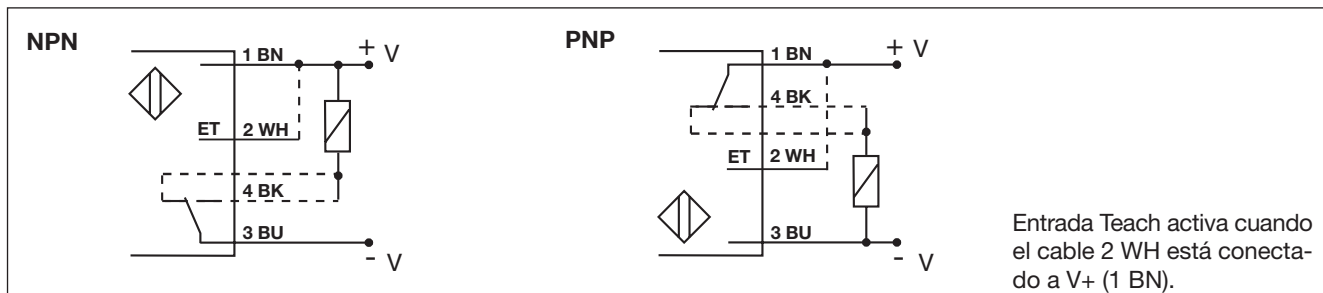 NPN
1 BN
+ V
ET 2 WH
4 BK
3 BU
- V
PNP
1 BN
+ V
4 BK
ET 2 WH
3 BU
- V
Entrada Teach activa cuando
el cable 2 WH está conecta-
do a V+ (1 BN).